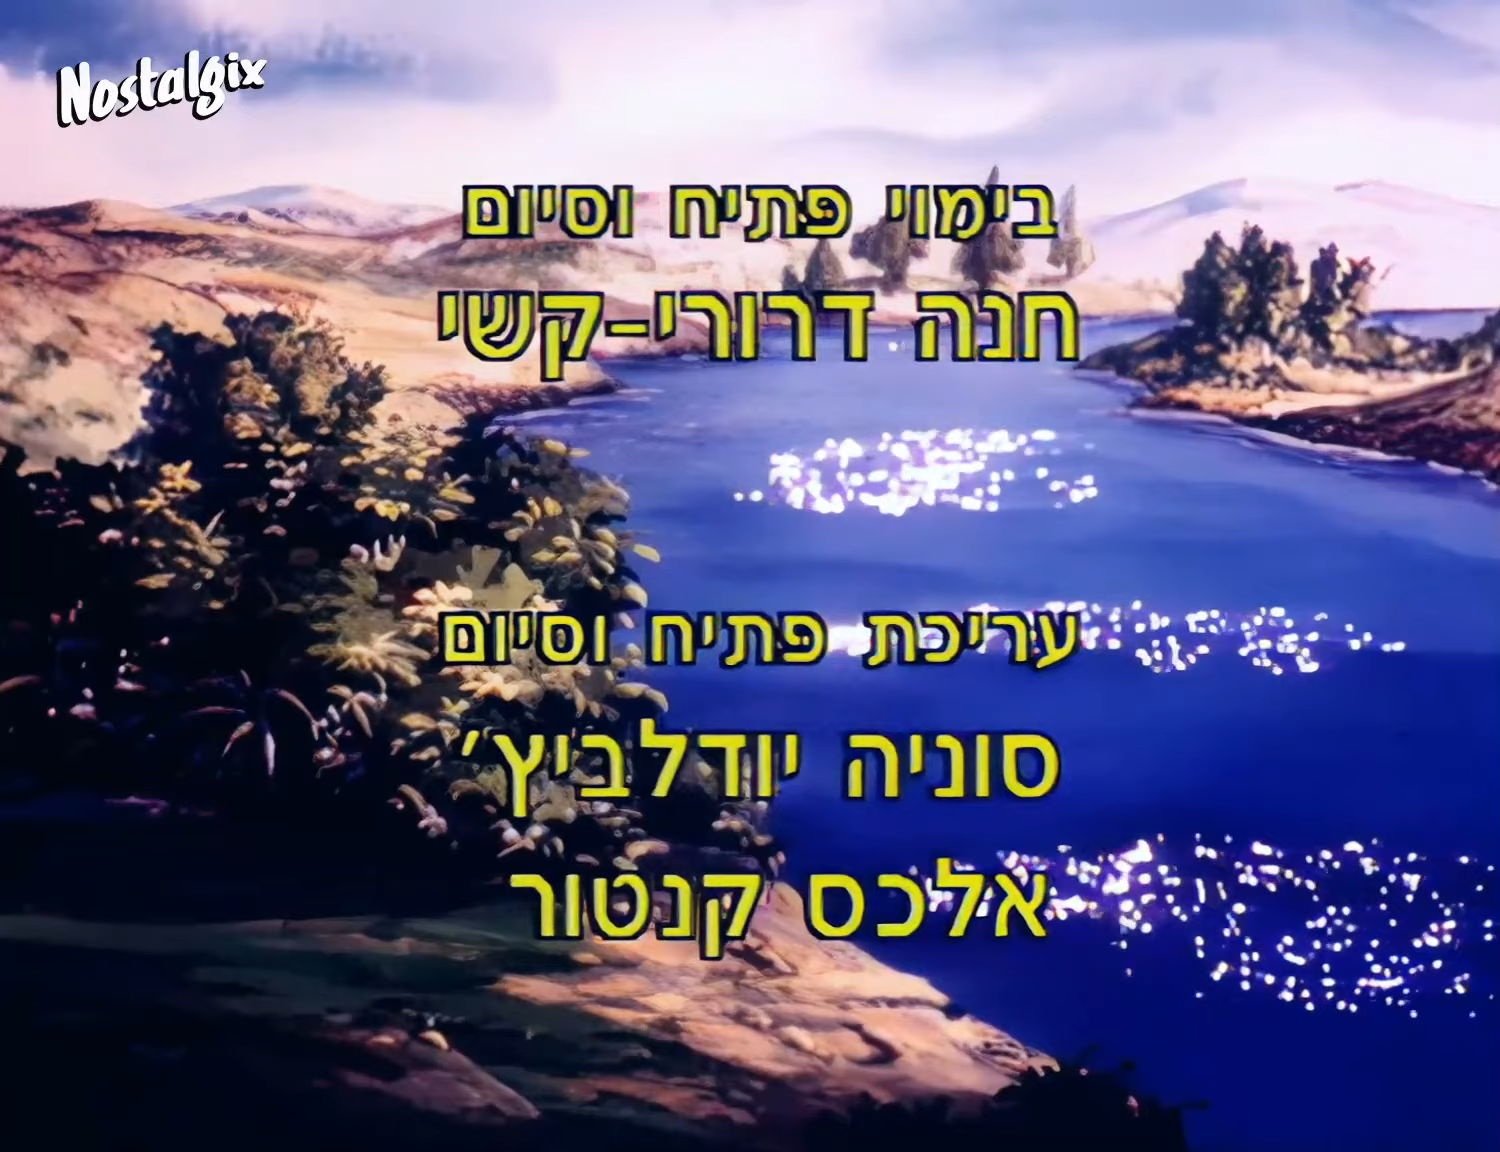 Nostalgix
בימוי פתיח וסיום
חנה דרורי-קשי
עריכת פתיח וסיום
סוניה יודלביץ'
אלכס קנטור